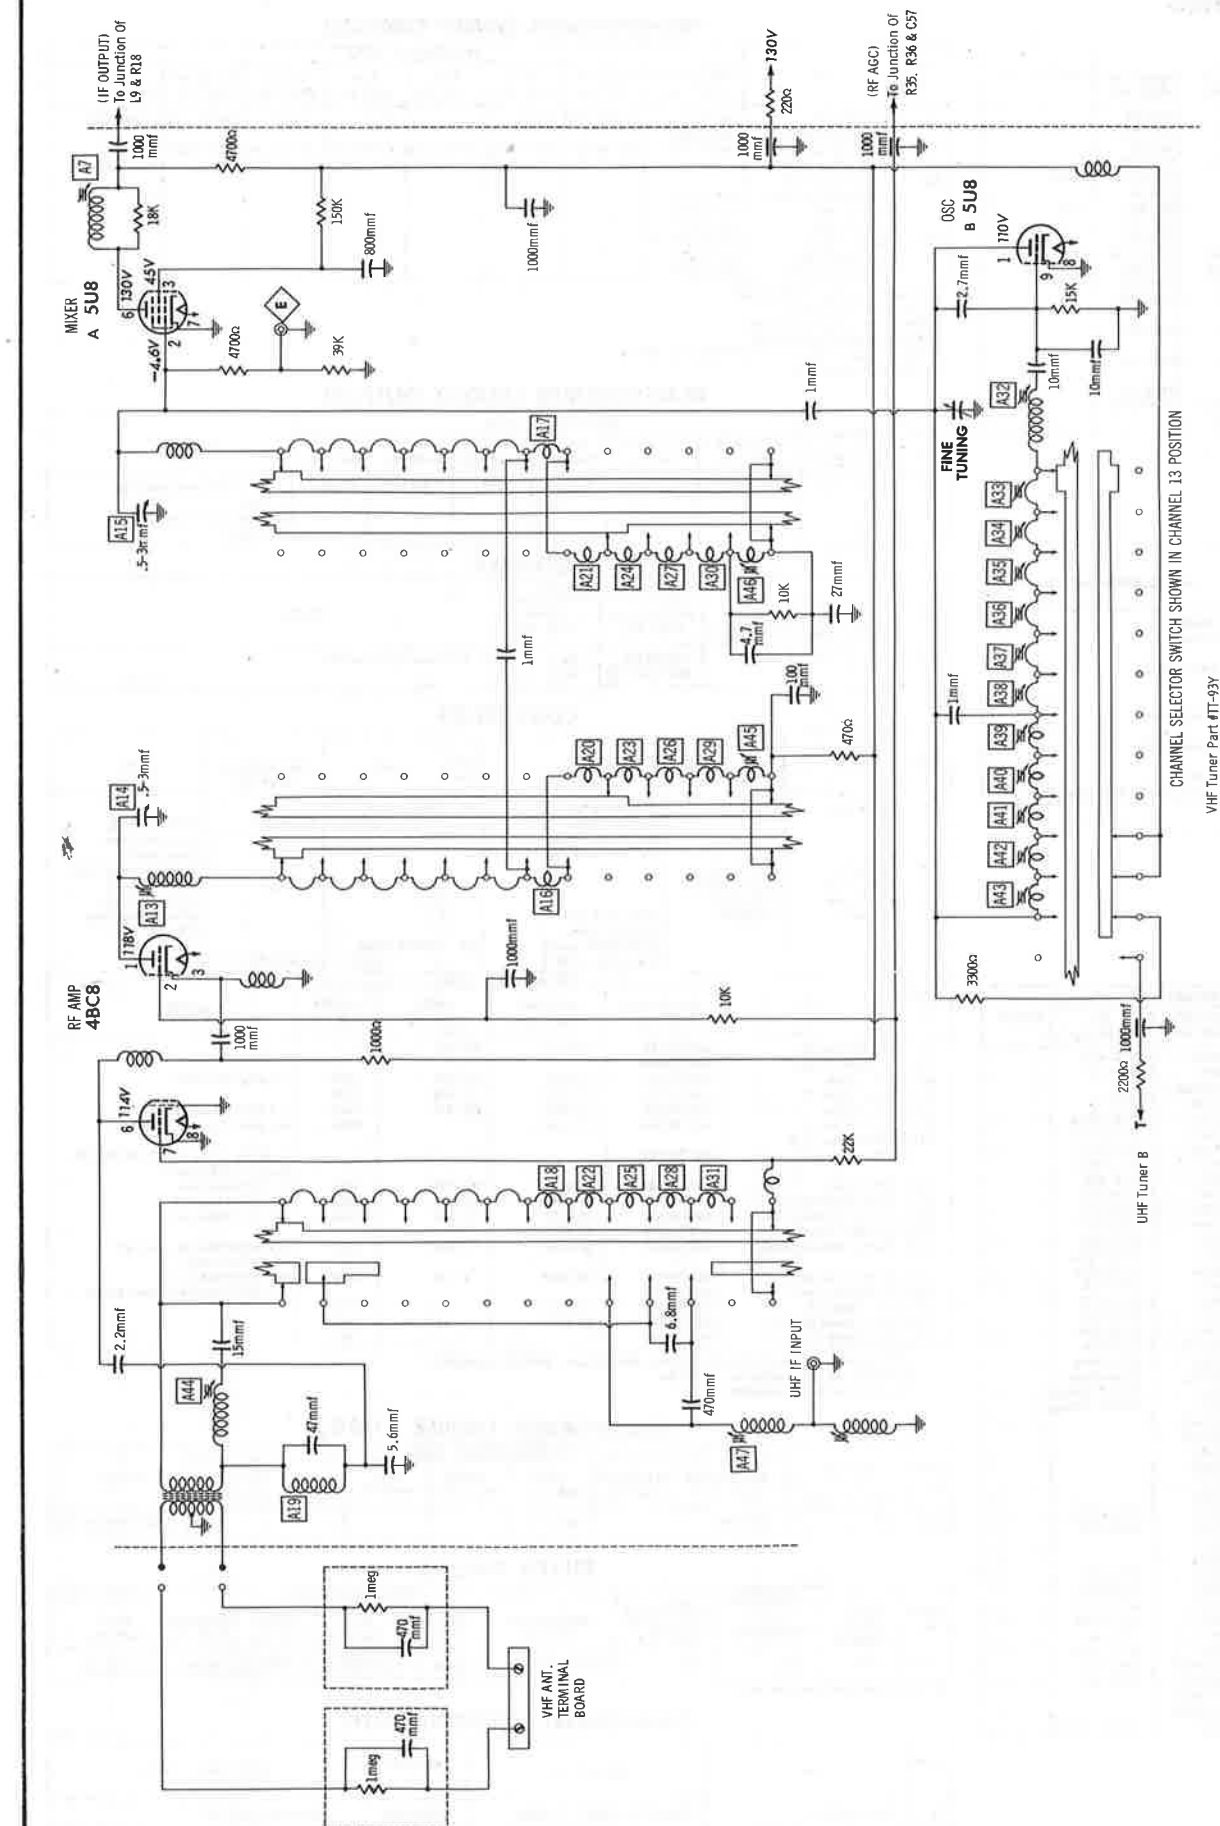 (IF OUTPUT)
To Junction Of
L9 & R18
1000
mmf
A7
4700Ω
18K
150K
800mmf
1000mmf
MIXER
A 5U8
130V
45V
6
3
2
7
-4.6V
4700Ω
E
39K
A15
.5-3mmf
A17
A21
A24
A27
A30
A46
10K
4.7
mmf
27mmf
1mmf
1mmf
130V
220Ω
1000
mmf
(RF AGC)
To Junction Of
R35, R36 & C57
1000
mmf
OSC
B 5U8
110V
1
9
8
2.7mmf
15K
10mmf
10mmf
FINE
TUNING
A32
A33
A34
A35
A36
A37
A38
A39
A40
A41
A42
A43
1mmf
3300Ω
CHANNEL SELECTOR SWITCH SHOWN IN CHANNEL 13 POSITION
VHF Tuner Part #TT-93Y
A14
.5-3mmf
A13
A16
A20
A23
A26
A29
A45
100
mmf
470Ω
RF AMP
4BC8
118V
1
2
3
1000
mmf
1000mmf
10K
1000Ω
114V
6
7
8
22K
A18
A22
A25
A28
A31
2.2mmf
15mmf
A44
47mmf
A19
5.6mmf
6.8mmf
470mmf
A47
UHF IF INPUT
2200Ω
1000mmf
T
UHF Tuner B
1meg
470
mmf
1meg
470
mmf
VHF ANT.
TERMINAL
BOARD